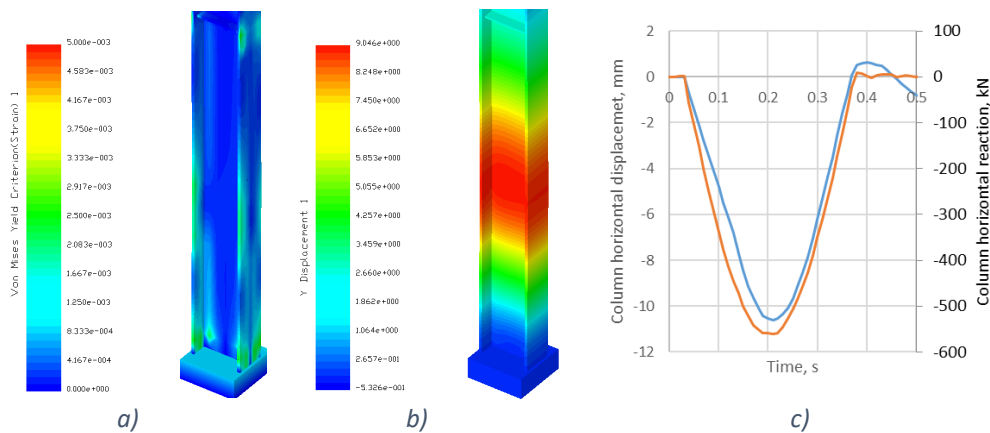 Von Mises Yield Criterion(Strain) 1
5.000e-003
4.583e-003
4.167e-003
3.750e-003
3.333e-003
2.917e-003
2.500e-003
2.083e-003
1.667e-003
1.250e-003
8.333e-004
4.167e-004
0.000e+000
a)
Y Displacement 1
9.046e+000
8.248e+000
7.450e+000
6.652e+000
5.853e+000
5.055e+000
4.257e+000
3.459e+000
2.660e+000
1.862e+000
1.064e+000
2.657e-001
-5.326e-001
b)
Column horizontal displacemet, mm
2
0
-2
-4
-6
-8
-10
-12
0
0.1
0.2
0.3
0.4
0.5
Time, s
100
0
-100
-200
-300
-400
-500
-600
Column horizontal reaction, kN
c)